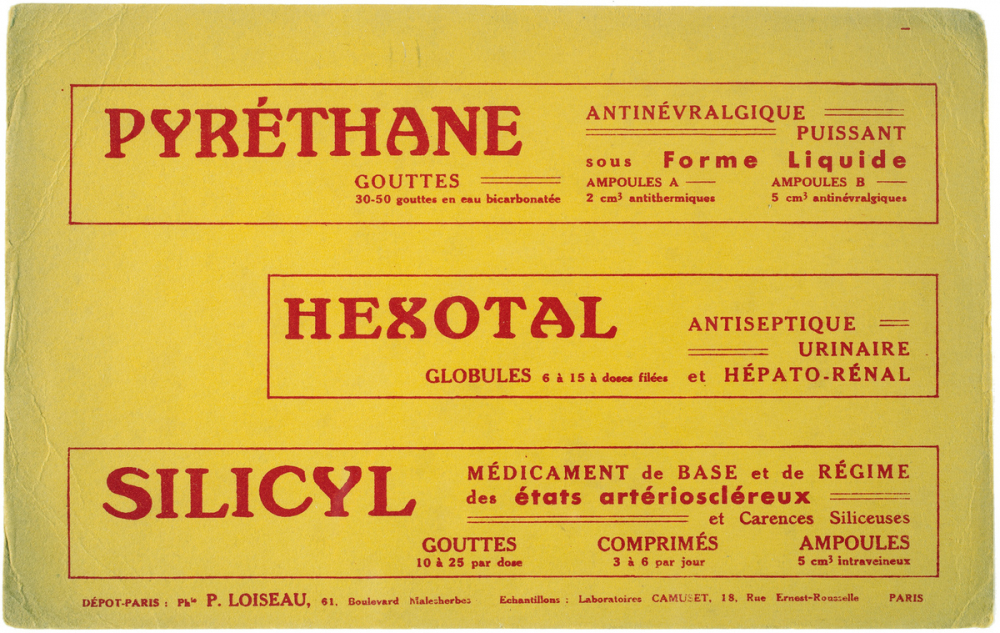 PYRÉTHANE
GOUTTES
30-50 gouttes en eau bicarbonatée
ANTINÉVRALGIQUE
PUISSANT
sous Forme Liquide
AMPOULES A AMPOULES B
2 cm³ antithermiques 5 cm³ antinévralgiques
HEXOTAL
ANTISEPTIQUE
URINAIRE
GLOBULES 6 à 15 à doses filées et HÉPATO-RÉNAL
SILICYL
MÉDICAMENT de BASE et de RÉGIME
des états artérioscléreux
et Carences Siliceuses
GOUTTES COMPRIMÉS AMPOULES
10 à 25 par dose 3 à 6 par jour 5 cm³ intraveineux
DÉPOT-PARIS : Phie P. LOISEAU, 61, Boulevard Malesherbes Echantillons : Laboratoires CAMUSET, 18, Rue Ernest-Rousselle PARIS